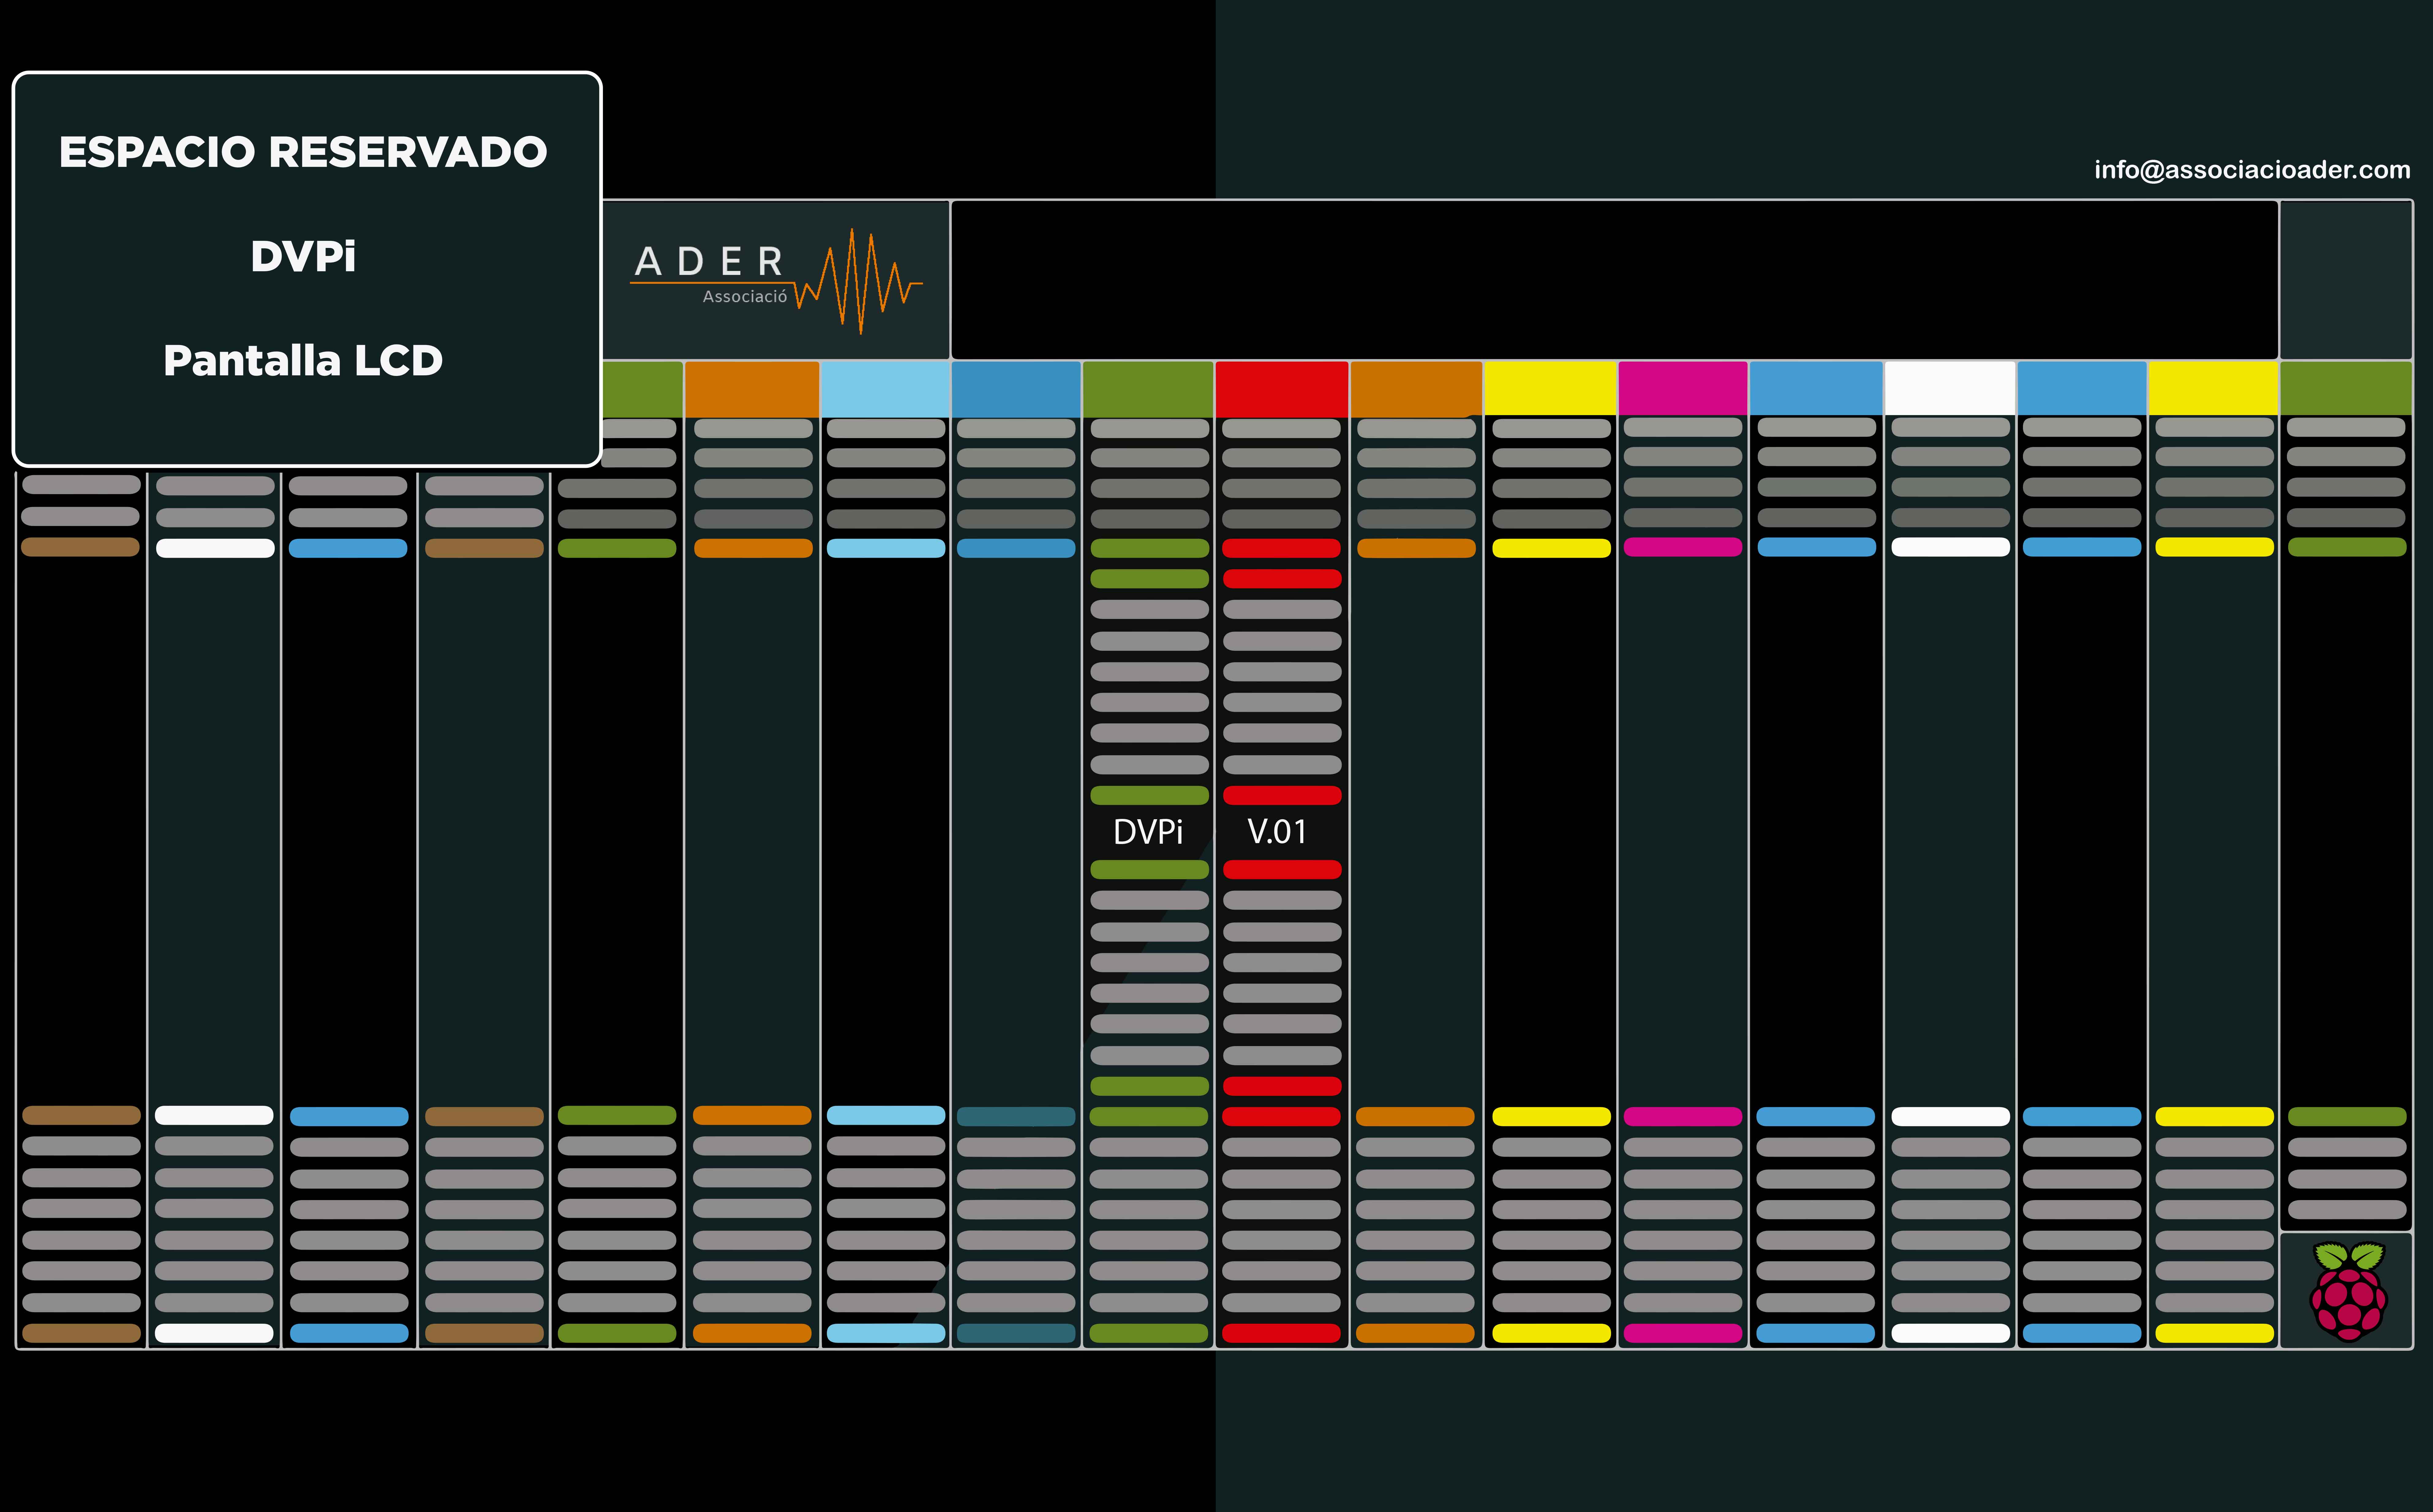 ESPACIO RESERVADO
DVPi
Pantalla LCD
info@associacioader.com
ADER
Associació
DVPi
V.01